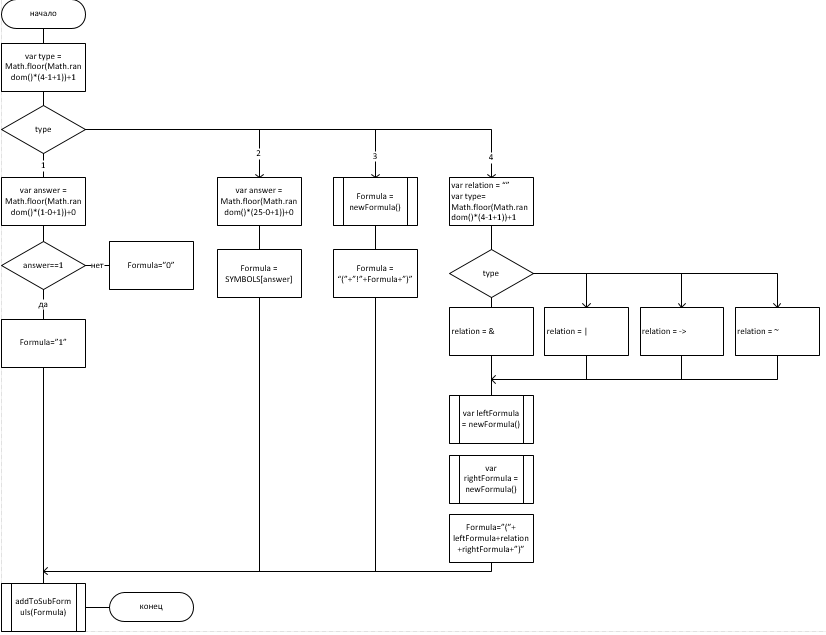 начало
var type =
Math.floor(Math.ran
dom()*(4-1+1))+1
type
1
2
3
4
var answer =
Math.floor(Math.ra
ndom()*(1-0+1))+0
var answer =
Math.floor(Math.ra
ndom()*(25-0+1))+0
Formula =
newFormula()
var relation = “”
var type=
Math.floor(Math.ran
dom()*(4-1+1))+1
answer==1
нет
Formula=”0”
Formula =
SYMBOLS[answer]
Formula =
“(“+”!”+Formula+”)”
type
да
Formula=”1”
relation = &
relation = |
relation = ->
relation = ~
var leftFormula
= newFormula()
var
rightFormula =
newFormula()
Formula=”(“+
leftFormula+relation
+rightFormula+”)”
addToSubForm
uls(Formula)
конец